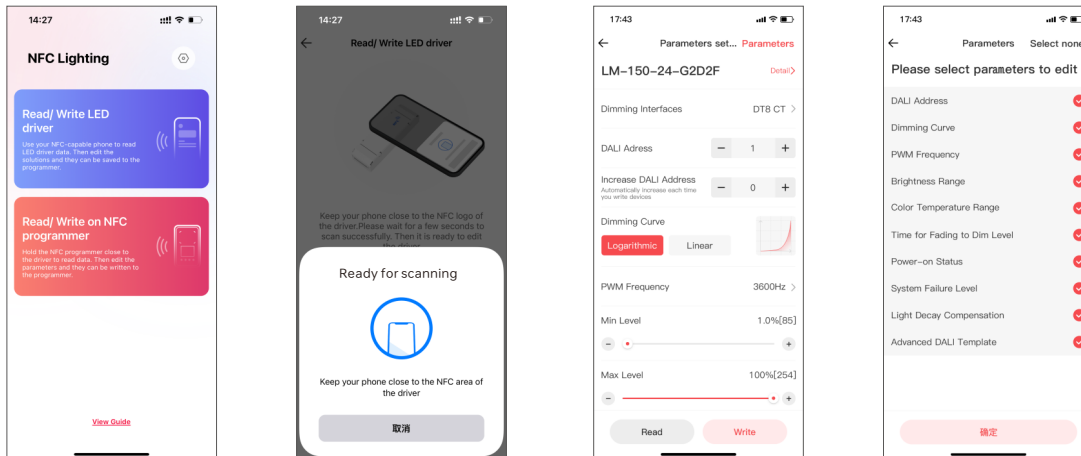 14:27
NFC Lighting
Read/ Write LED
driver
Use your NFC-capable phone to read
LED driver data. Then edit the
solutions and they can be saved to the
programmer.
Read/ Write on NFC
programmer
Hold the NFC programmer close to
the driver to read data. Then edit the
parameters and they can be written to
the programmer.
View Guide
14:27
Read/ Write LED driver
Keep your phone close to the NFC logo of
the driver.Please wait for a few seconds to
scan successfully. Then it is ready to edit
the driver
Ready for scanning
Keep your phone close to the NFC area of
the driver
取消
17:43
Parameters set... Parameters
LM-150-24-G2D2F Detail>
Dimming Interfaces DT8 CT >
DALI Adress − 1 +
Increase DALI Address
Automatically Increase each time
you write devices
− 0 +
Dimming Curve
Logarithmic Linear
PWM Frequency 3600Hz >
Min Level 1.0%[85]
− +
Max Level 100%[254]
− +
Read Write
17:43
Parameters Select none
Please select parameters to edit
DALI Address
Dimming Curve
PWM Frequency
Brightness Range
Color Temperature Range
Time for Fading to Dim Level
Power-on Status
System Failure Level
Light Decay Compensation
Advanced DALI Template
确定